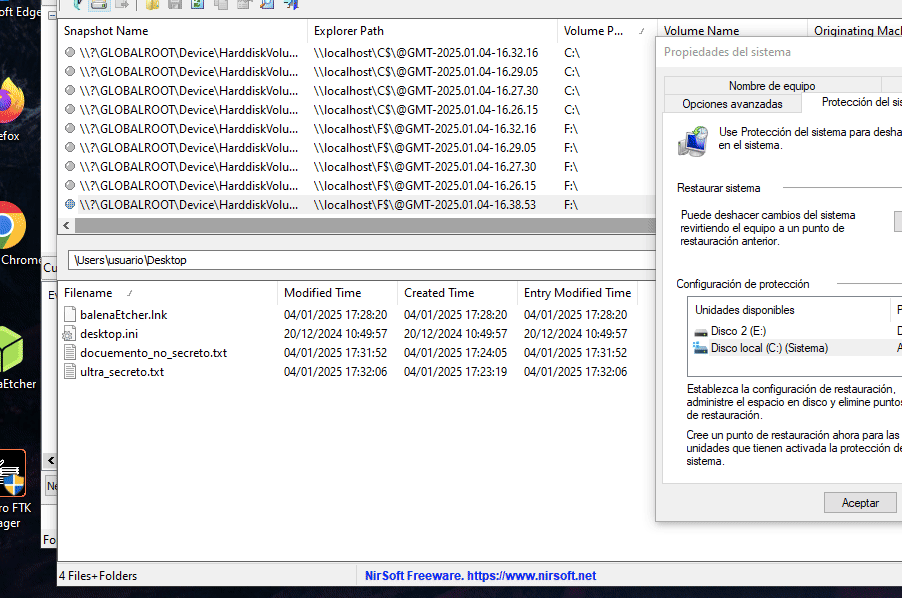 oft Edge
efox
Chrome
aEtcher
ro FTK
ager
Cu
Ev
Ne
Fo
Snapshot Name Explorer Path Volume P... Volume Name Originating Mach
\\?\GLOBALROOT\Device\HarddiskVolu... \\localhost\C$\@GMT-2025.01.04-16.32.16 C:\
\\?\GLOBALROOT\Device\HarddiskVolu... \\localhost\C$\@GMT-2025.01.04-16.29.05 C:\
\\?\GLOBALROOT\Device\HarddiskVolu... \\localhost\C$\@GMT-2025.01.04-16.27.30 C:\
\\?\GLOBALROOT\Device\HarddiskVolu... \\localhost\C$\@GMT-2025.01.04-16.26.15 C:\
\\?\GLOBALROOT\Device\HarddiskVolu... \\localhost\F$\@GMT-2025.01.04-16.32.16 F:\
\\?\GLOBALROOT\Device\HarddiskVolu... \\localhost\F$\@GMT-2025.01.04-16.29.05 F:\
\\?\GLOBALROOT\Device\HarddiskVolu... \\localhost\F$\@GMT-2025.01.04-16.27.30 F:\
\\?\GLOBALROOT\Device\HarddiskVolu... \\localhost\F$\@GMT-2025.01.04-16.26.15 F:\
\\?\GLOBALROOT\Device\HarddiskVolu... \\localhost\F$\@GMT-2025.01.04-16.38.53 F:\
\Users\usuario\Desktop
Filename Modified Time Created Time Entry Modified Time
balenaEtcher.lnk 04/01/2025 17:28:20 04/01/2025 17:28:20 04/01/2025 17:28:20
desktop.ini 20/12/2024 10:49:57 20/12/2024 10:49:57 20/12/2024 10:49:57
docuemento_no_secreto.txt 04/01/2025 17:31:52 04/01/2025 17:24:05 04/01/2025 17:31:52
ultra_secreto.txt 04/01/2025 17:32:06 04/01/2025 17:23:19 04/01/2025 17:32:06
4 Files+Folders NirSoft Freeware. https://www.nirsoft.net
Propiedades del sistema
Nombre de equipo
Opciones avanzadas Protección del sis
Use Protección del sistema para desha
en el sistema.
Restaurar sistema
Puede deshacer cambios del sistema
revirtiendo el equipo a un punto de
restauración anterior.
Configuración de protección
Unidades disponibles P
Disco 2 (E:) D
Disco local (C:) (Sistema) A
Establezca la configuración de restauración,
administre el espacio en disco y elimine puntos
de restauración.
Cree un punto de restauración ahora para las
unidades que tienen activada la protección de
sistema.
Aceptar